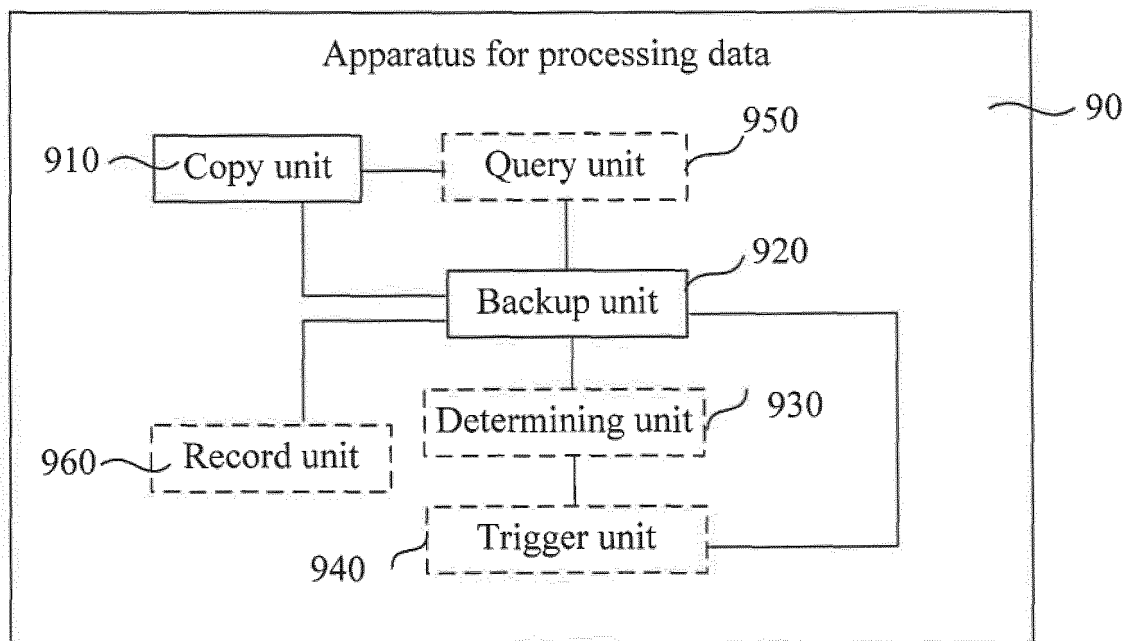 Apparatus for processing data
90
950
910
Copy unit
Query unit
920
Backup unit
Determining unit
930
960
Record unit
Trigger unit
940